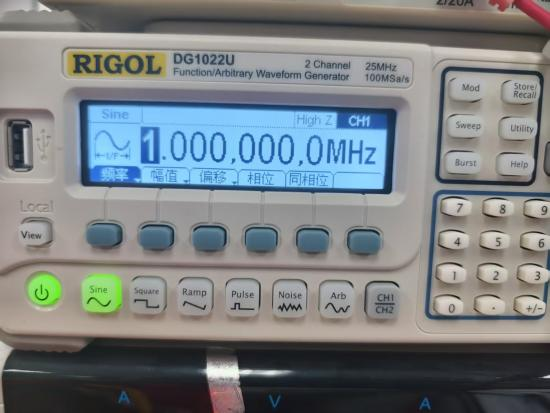 2/20A
RIGOL DG1022U 2 Channel 25MHz
Function/Arbitrary Waveform Generator 100MSa/s
Sine High Z CH1
1.000,000,0MHz
1/F
频率 幅值 偏移 相位 同相位
Mod Store/Recall
Sweep Utility
Burst Help
Local
View
Sine Square Ramp Pulse Noise Arb CH1/CH2
7 8 9
4 5 6
1 2 3
0 . +/-
A V A